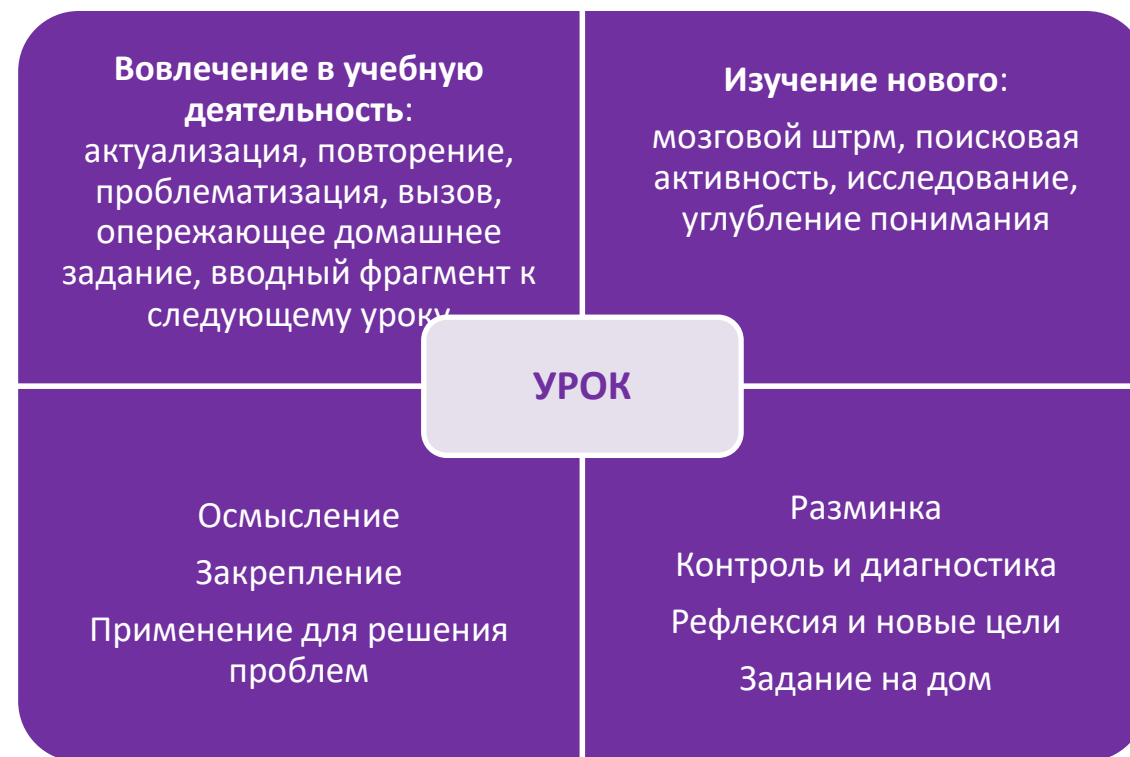 Вовлечение в учебную
деятельность:
актуализация, повторение,
проблематизация, вызов,
опережающее домашнее
задание, вводный фрагмент к
следующему уроку
Изучение нового:
мозговой штрм, поисковая
активность, исследование,
углубление понимания
УРОК
Осмысление
Закрепление
Применение для решения
проблем
Разминка
Контроль и диагностика
Рефлексия и новые цели
Задание на дом